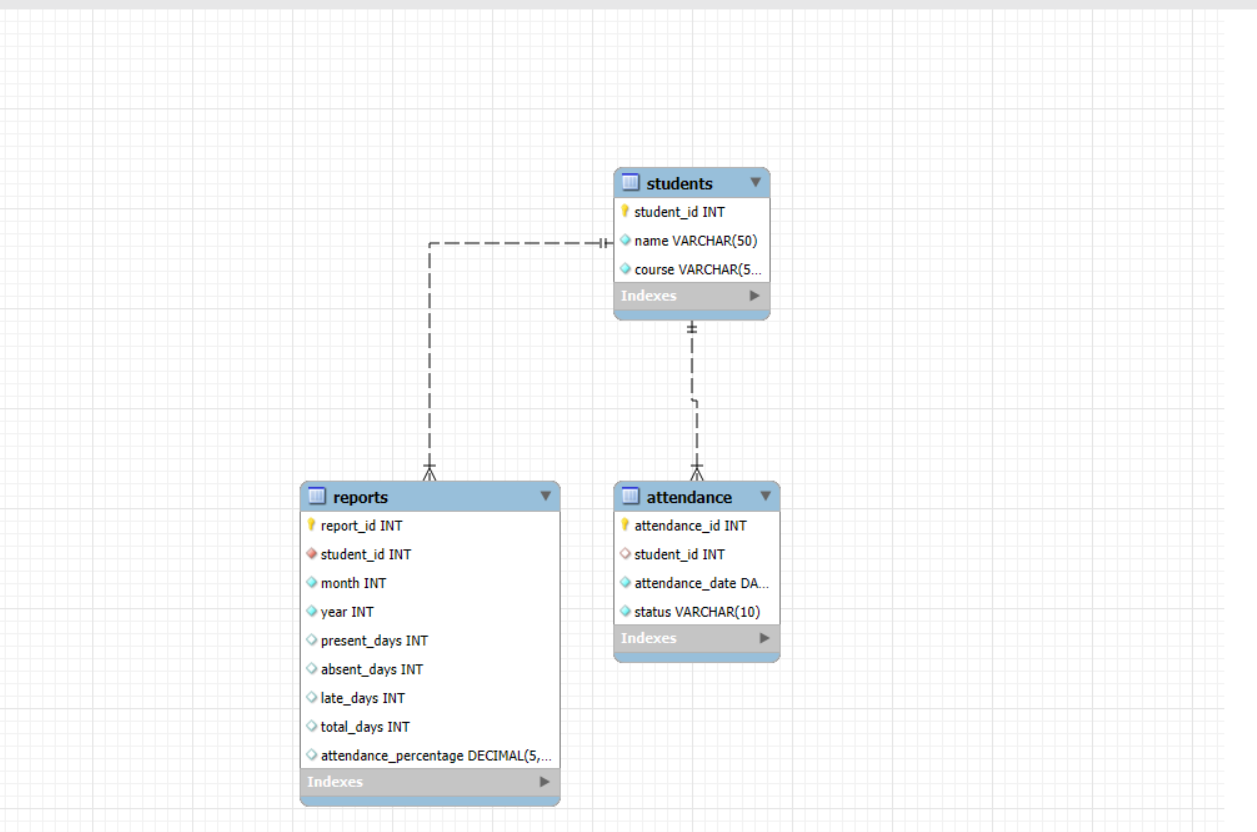 students
student_id INT
name VARCHAR(50)
course VARCHAR(5...
Indexes
reports
report_id INT
student_id INT
month INT
year INT
present_days INT
absent_days INT
late_days INT
total_days INT
attendance_percentage DECIMAL(5,...
Indexes
attendance
attendance_id INT
student_id INT
attendance_date DA...
status VARCHAR(10)
Indexes